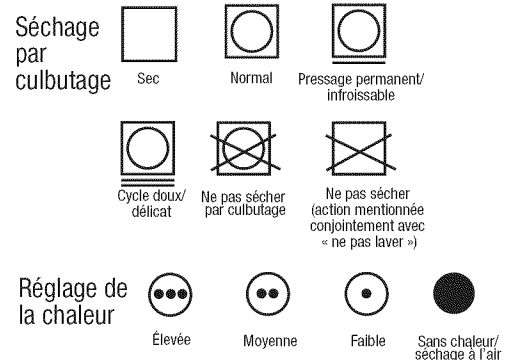 Séchage
par
culbutage
Sec
Normal
Pressage permanent/
infroissable
Cycle doux/
délicat
Ne pas sécher
par culbutage
Ne pas sécher
(action mentionnée
conjointement avec
« ne pas laver »)
Réglage de
la chaleur
Élevée
Moyenne
Faible
Sans chaleur/
séchage à l'air